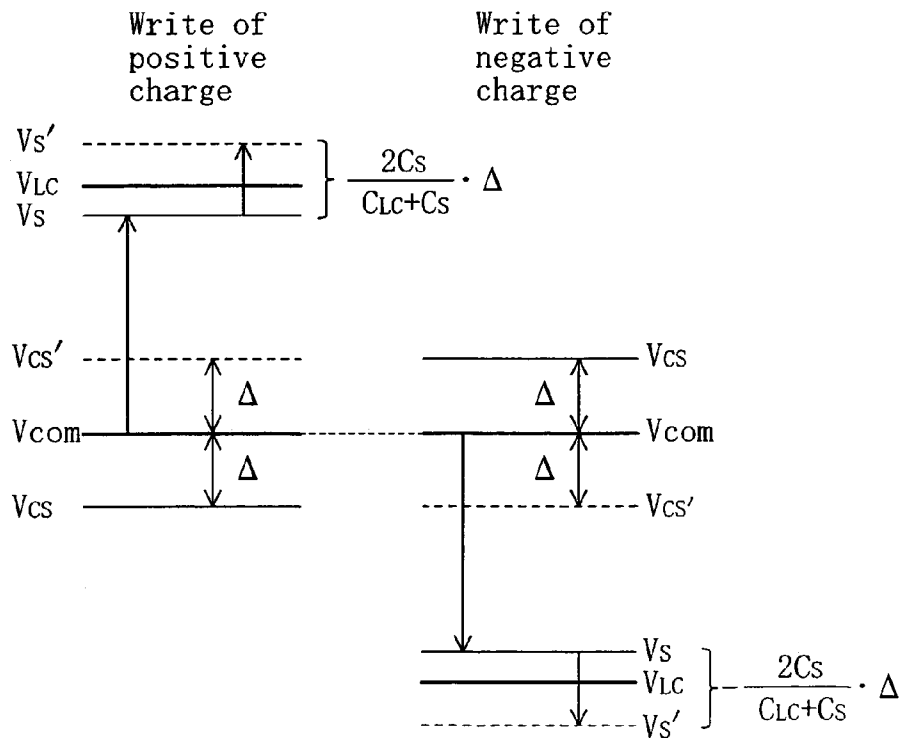 Write of
positive
charge
Write of
negative
charge
Vs'
VLC
Vs
2Cs
CLC+Cs
· Δ
Vcs'
Δ
Vcom
Δ
Vcs
Vcs
Δ
Vcom
Δ
Vcs'
Vs
VLC
Vs'
- 2Cs
CLC+Cs
· Δ